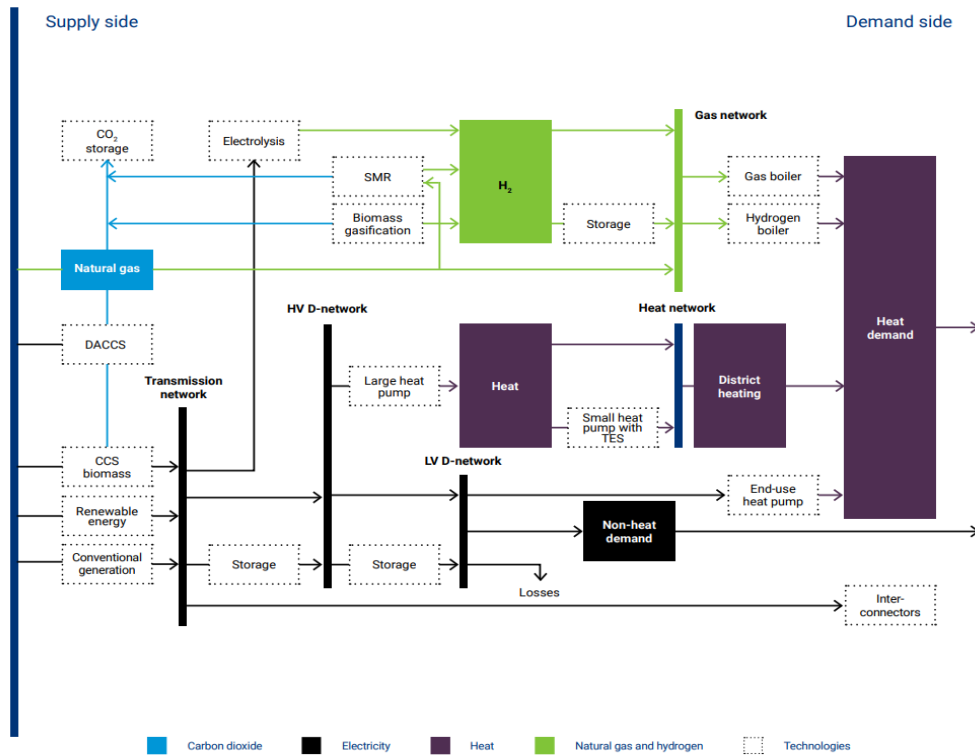 Supply side
Demand side
Gas network
CO2
storage
Electrolysis
SMR
H2
Gas boiler
Biomass
gasification
Storage
Hydrogen
boiler
Natural gas
HV D-network
Heat network
DACCS
Transmission
network
Large heat
pump
Heat
District
heating
Heat
demand
Small heat
pump with
TES
LV D-network
CCS
biomass
End-use
heat pump
Renewable
energy
Non-heat
demand
Conventional
generation
Storage
Storage
Losses
Inter-
connectors
Carbon dioxide
Electricity
Heat
Natural gas and hydrogen
Technologies